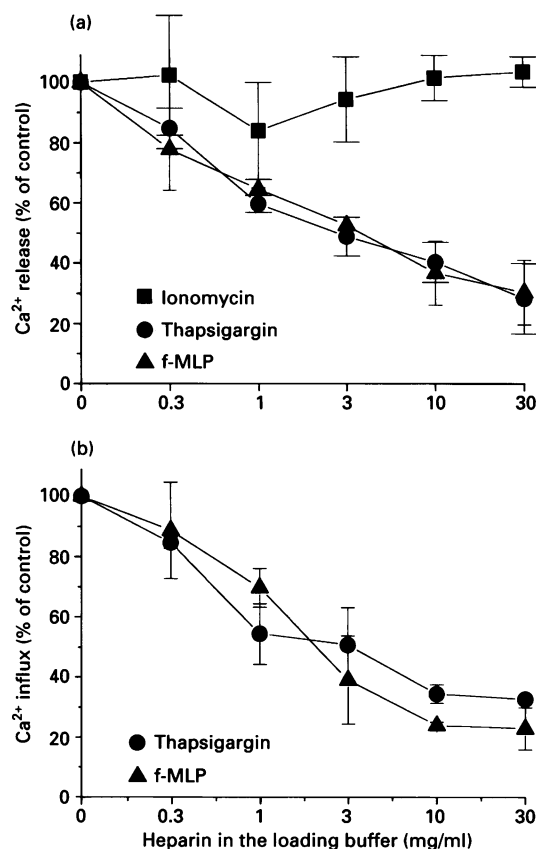 (a)
100
80
60
40
20
0
Ca²⁺ release (% of control)
Ionomycin
Thapsigargin
f-MLP
0 0.3 1 3 10 30
(b)
100
80
60
40
20
0
Ca²⁺ influx (% of control)
Thapsigargin
f-MLP
0 0.3 1 3 10 30
Heparin in the loading buffer (mg/ml)